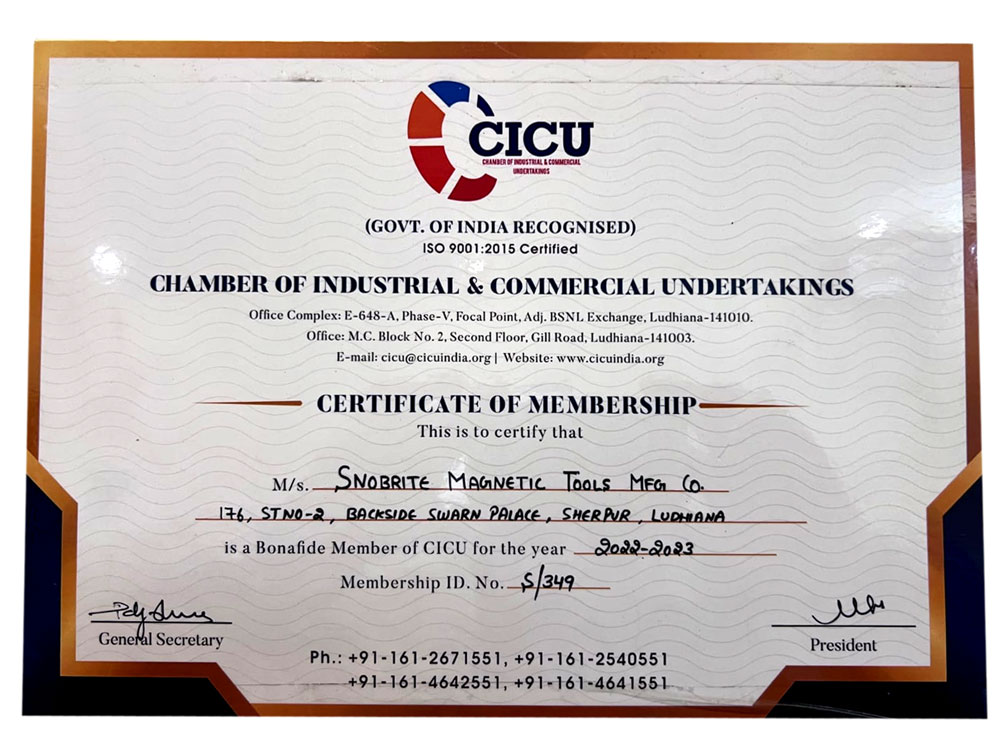 CICU
CHAMBER OF INDUSTRIAL & COMMERCIAL
UNDERTAKINGS
(GOVT. OF INDIA RECOGNISED)
ISO 9001:2015 Certified
CHAMBER OF INDUSTRIAL & COMMERCIAL UNDERTAKINGS
Office Complex: E-648-A, Phase-V, Focal Point, Adj. BSNL Exchange, Ludhiana-141010.
Office: M.C. Block No. 2, Second Floor, Gill Road, Ludhiana-141003.
E-mail: cicu@cicuindia.org | Website: www.cicuindia.org
CERTIFICATE OF MEMBERSHIP
This is to certify that
M/s. SNOBRITE MAGNETIC TOOLS MFG CO.
176, ST NO-2, BACKSIDE SWARN PALACE, SHERPUR, LUDHIANA
is a Bonafide Member of CICU for the year 2022-2023
Membership ID. No. S/349
General Secretary
President
Ph.: +91-161-2671551, +91-161-2540551
+91-161-4642551, +91-161-4641551